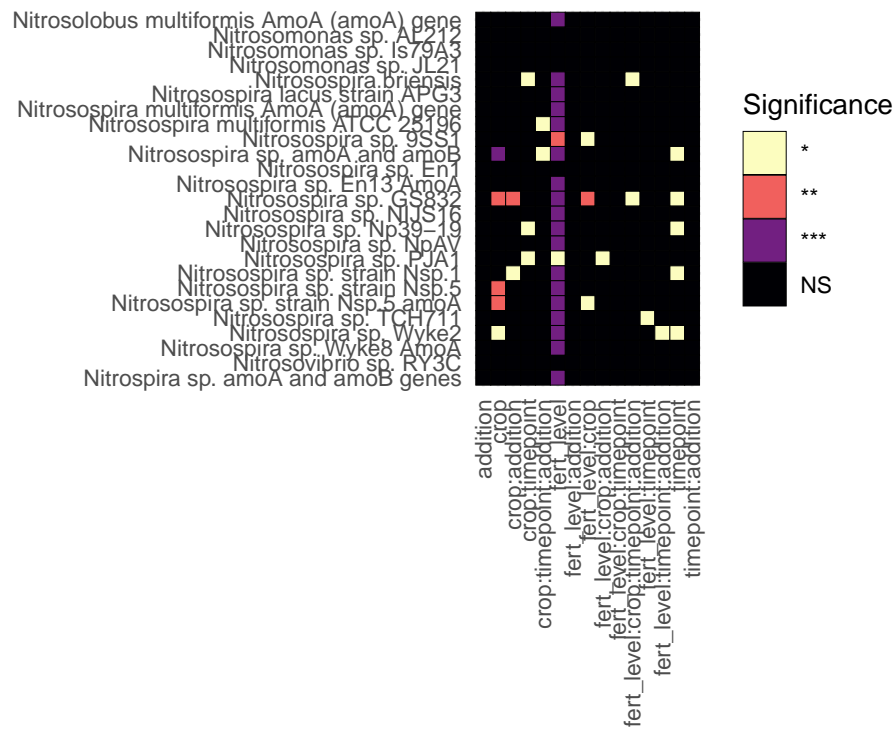 Nitrosolobus multiformis AmoA (amoA) gene
Nitrosomonas sp. AL212
Nitrosomonas sp. Is79A3
Nitrosomonas sp. JL21
Nitrosospira briensis
Nitrosospira lacus strain APG3
Nitrosospira multiformis AmoA (amoA) gene
Nitrosospira multiformis ATCC 25196
Nitrosospira sp. 9SS1
Nitrosospira sp. amoA and amoB
Nitrosospira sp. En1
Nitrosospira sp. En13 AmoA
Nitrosospira sp. GS832
Nitrosospira sp. NIJS16
Nitrosospira sp. Np39-19
Nitrosospira sp. NpAV
Nitrosospira sp. PJA1
Nitrosospira sp. strain Nsp.1
Nitrosospira sp. strain Nsp.5
Nitrosospira sp. strain Nsp.5 amoA
Nitrosospira sp. TCH711
Nitrosospira sp. Wyke2
Nitrosospira sp. Wyke8 AmoA
Nitrosovibrio sp. RY3C
Nitrospira sp. amoA and amoB genes
addition
crop
crop:addition
crop:timepoint
crop:timepoint:addition
fert_level
fert_level:addition
fert_level:crop
fert_level:crop:addition
fert_level:crop:timepoint
fert_level:crop:timepoint:addition
fert_level:timepoint
fert_level:timepoint:addition
timepoint
timepoint:addition
Significance
*
**
***
NS